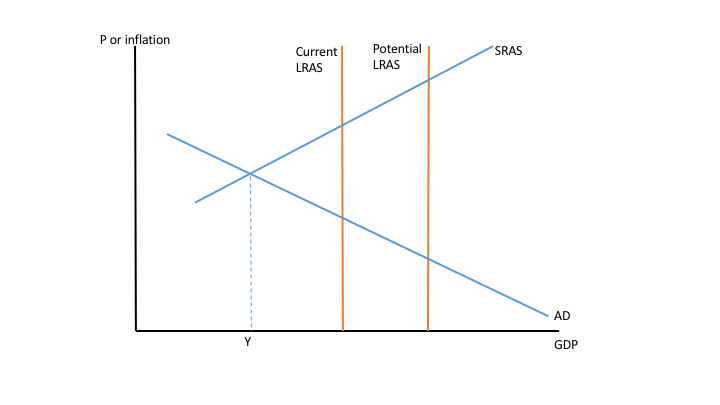 P or inflation
Current
LRAS
Potential
LRAS
SRAS
AD
Y
GDP